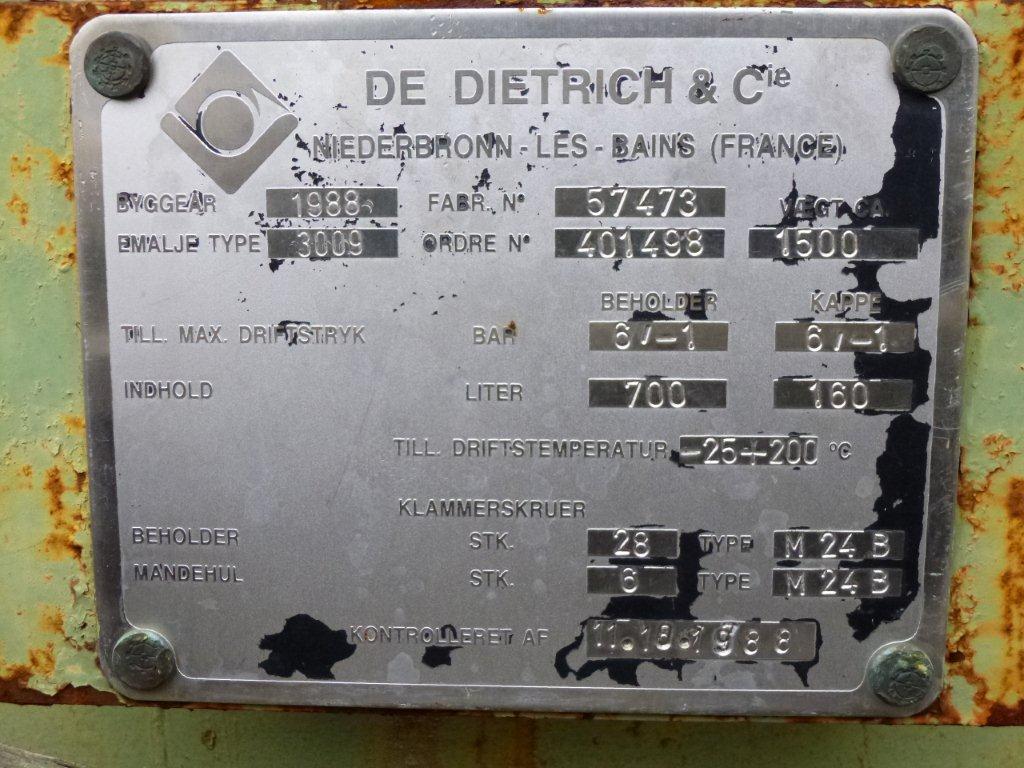 DE DIETRICH & Cie
NIEDERBRONN - LES - BAINS (FRANCE)
BYGGEÅR 1988 FABR. N° 57473 VÆGT CA.
EMALJE TYPE 3009 ORDRE N° 401498 1500
BEHOLDER KAPPE
TILL. MAX. DRIFTSTRYK BAR 6/-1 6/-1
INDHOLD LITER 700 160
TILL. DRIFTSTEMPERATUR -25+200 °C
KLAMMERSKRUER
BEHOLDER STK. 28 TYPE M 24 B
MANDEHUL STK. 6 TYPE M 24 B
KONTROLLERET AF 1988